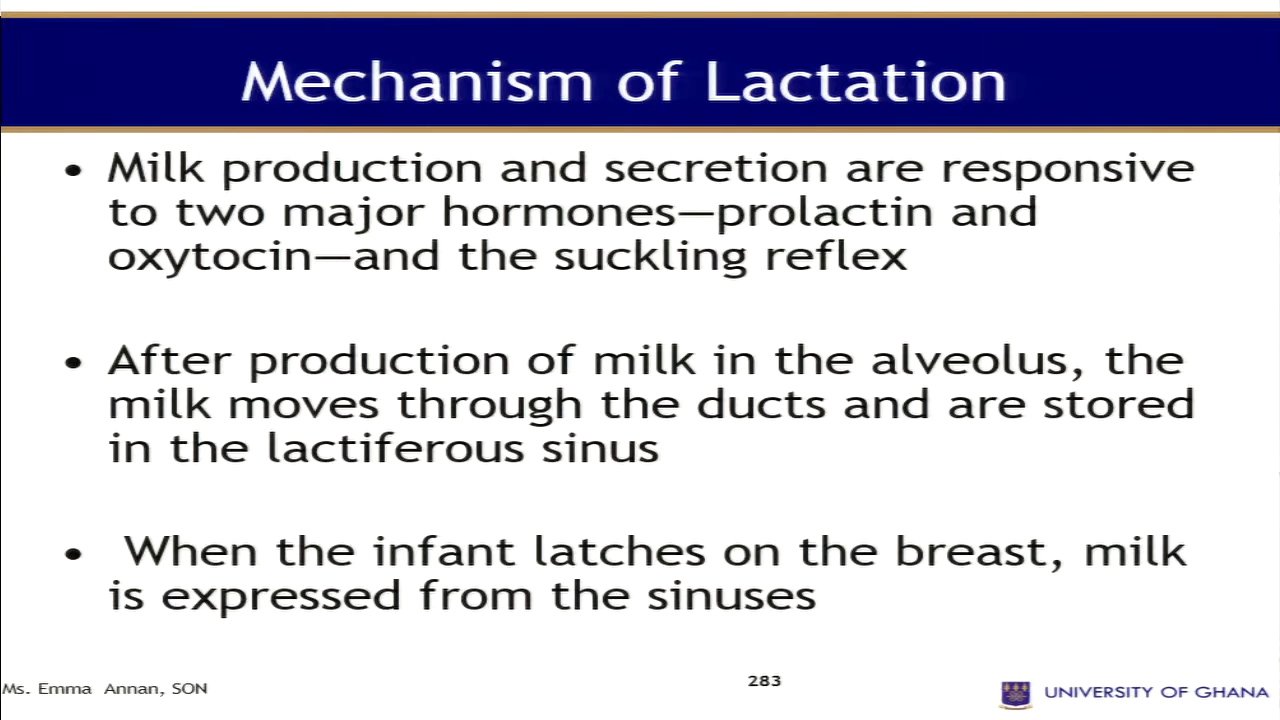 Mechanism of Lactation
• Milk production and secretion are responsive
to two major hormones—prolactin and
oxytocin—and the suckling reflex
• After production of milk in the alveolus, the
milk moves through the ducts and are stored
in the lactiferous sinus
• When the infant latches on the breast, milk
is expressed from the sinuses
Ms. Emma Annan, SON
283
UNIVERSITY OF GHANA